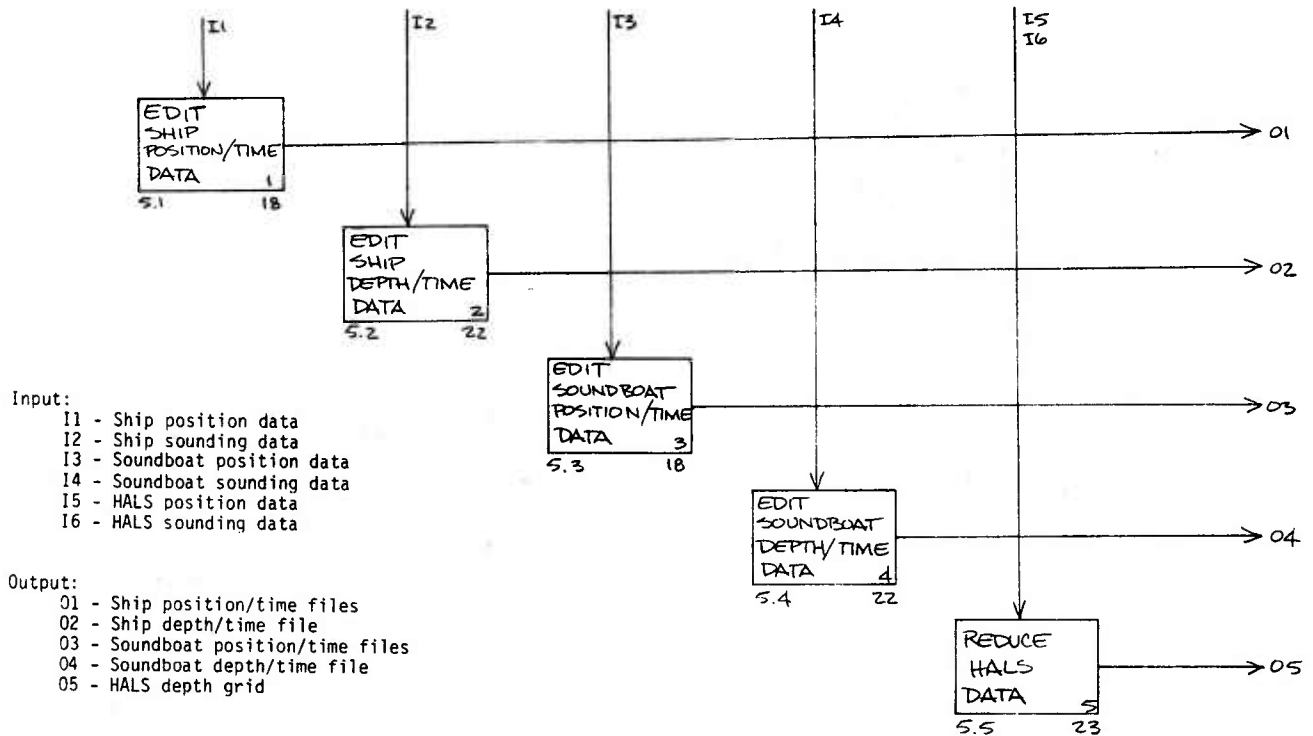 I1
I2
I3
I4
I5
I6
EDIT
SHIP
POSITION/TIME
DATA 1
5.1 18
O1
EDIT
SHIP
DEPTH/TIME
DATA 2
5.2 22
O2
EDIT
SOUNDBOAT
POSITION/TIME
DATA 3
5.3 18
O3
EDIT
SOUNDBOAT
DEPTH/TIME
DATA 4
5.4 22
O4
REDUCE
HALS
DATA 5
5.5 23
O5
Input:
I1 - Ship position data
I2 - Ship sounding data
I3 - Soundboat position data
I4 - Soundboat sounding data
I5 - HALS position data
I6 - HALS sounding data
Output:
O1 - Ship position/time files
O2 - Ship depth/time file
O3 - Soundboat position/time files
O4 - Soundboat depth/time file
O5 - HALS depth grid